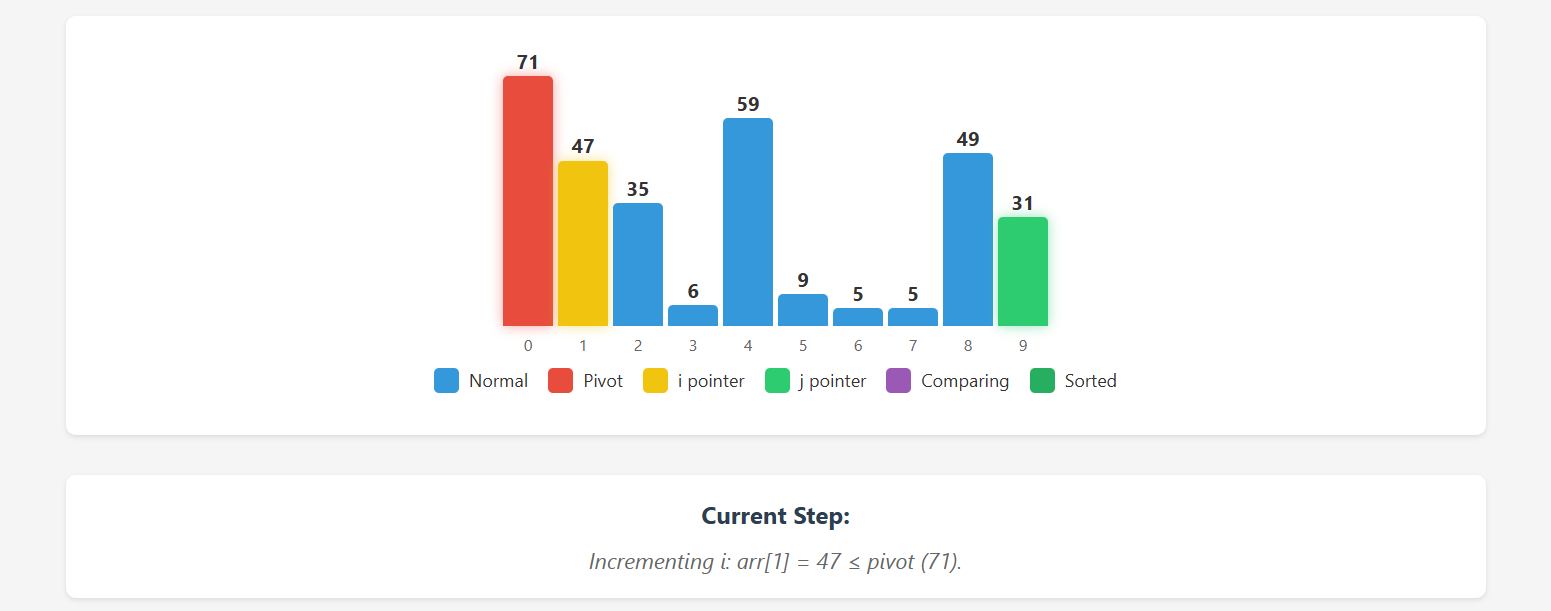 71
59
47
49
35
31
6
9
5
5
0 1 2 3 4 5 6 7 8 9
Normal Pivot i pointer j pointer Comparing Sorted
Current Step:
Incrementing i: arr[1] = 47 ≤ pivot (71).